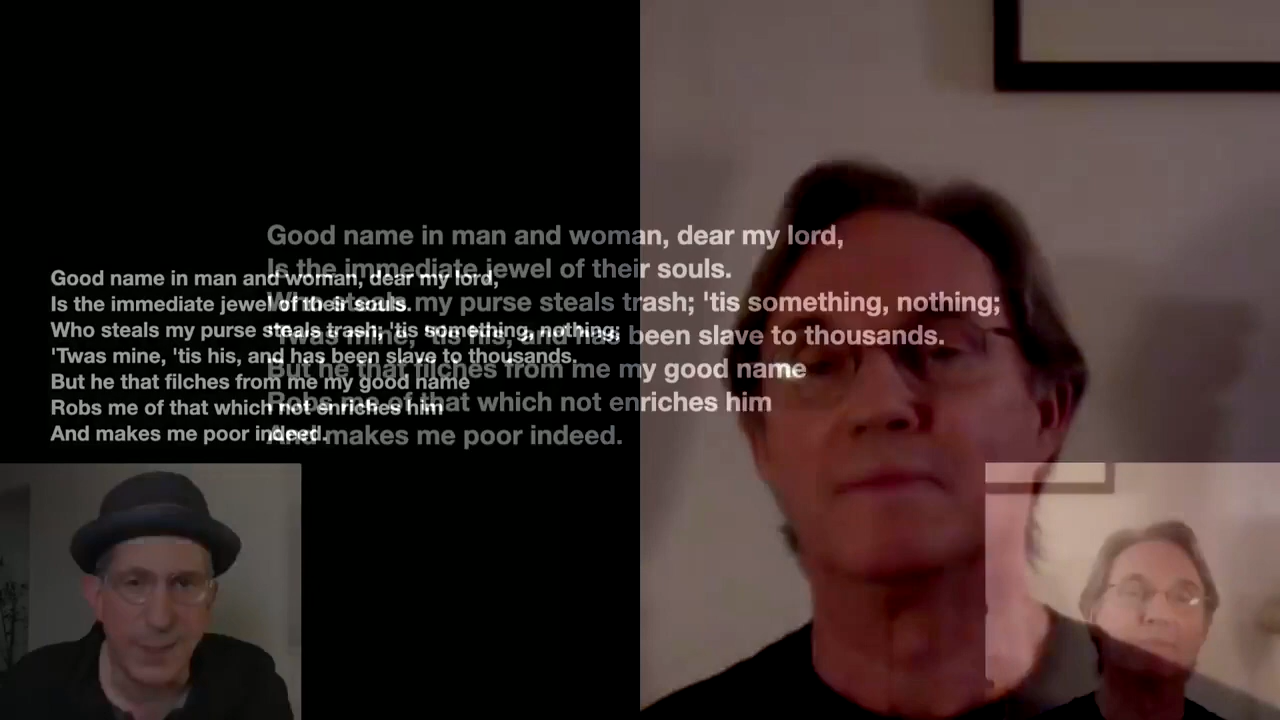 Good name in man and woman, dear my lord,
Is the immediate jewel of their souls.
Who steals my purse steals trash; 'tis something, nothing;
'Twas mine, 'tis his, and has been slave to thousands.
But he that filches from me my good name
Robs me of that which not enriches him
And makes me poor indeed.
Good name in man and woman, dear my lord,
Is the immediate jewel of their souls.
Who steals my purse steals trash; 'tis something, nothing;
'Twas mine, 'tis his, and has been slave to thousands.
But he that filches from me my good name
Robs me of that which not enriches him
And makes me poor indeed.